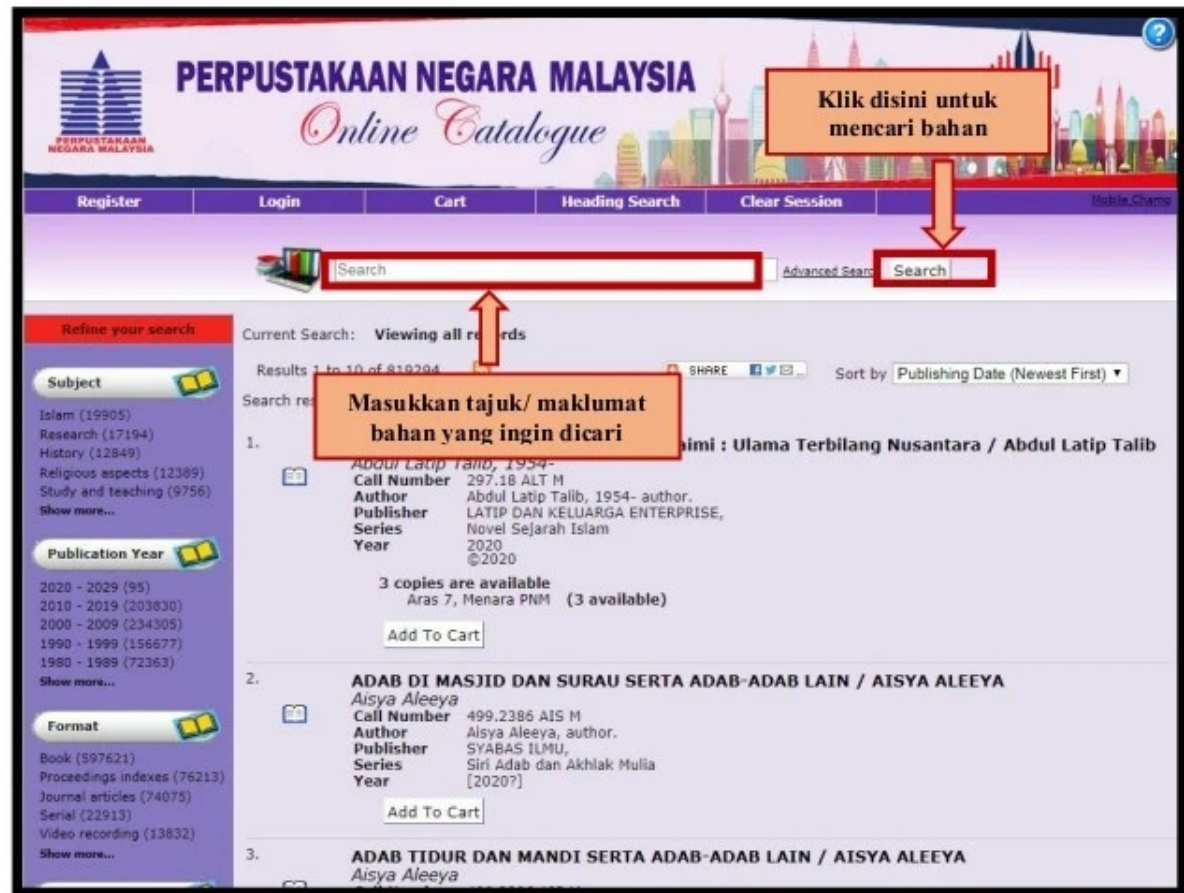 PERPUSTAKAAN NEGARA MALAYSIA
PERPUSTAKAAN NEGARA MALAYSIA
Online Catalogue
Klik disini untuk
mencari bahan
Register Login Cart Heading Search Clear Session Mobile Chamo
Search Advanced Searc Search
Refine your search
Subject
Islam (19905)
Research (17194)
History (12849)
Religious aspects (12389)
Study and teaching (9756)
Show more...
Publication Year
2020 - 2029 (95)
2010 - 2019 (203830)
2000 - 2009 (234305)
1990 - 1999 (156677)
1980 - 1989 (72363)
Show more...
Format
Book (597621)
Proceedings indexes (76213)
Journal articles (74075)
Serial (22913)
Video recording (13832)
Show more...
Current Search: Viewing all records
Results 1 to 10 of 819294
SHARE
Sort by Publishing Date (Newest First)
Search res
Masukkan tajuk/ maklumat
bahan yang ingin dicari
1. aimi : Ulama Terbilang Nusantara / Abdul Latip Talib
Abdul Latip Talib, 1954-
Call Number 297.18 ALT M
Author Abdul Latip Talib, 1954- author.
Publisher LATIP DAN KELUARGA ENTERPRISE,
Series Novel Sejarah Islam
Year 2020
©2020
3 copies are available
Aras 7, Menara PNM (3 available)
Add To Cart
2. ADAB DI MASJID DAN SURAU SERTA ADAB-ADAB LAIN / AISYA ALEEYA
Aisya Aleeya
Call Number 499.2386 AIS M
Author Aisya Aleeya, author.
Publisher SYABAS ILMU,
Series Siri Adab dan Akhlak Mulia
Year [2020?]
Add To Cart
3. ADAB TIDUR DAN MANDI SERTA ADAB-ADAB LAIN / AISYA ALEEYA
Aisya Aleeya